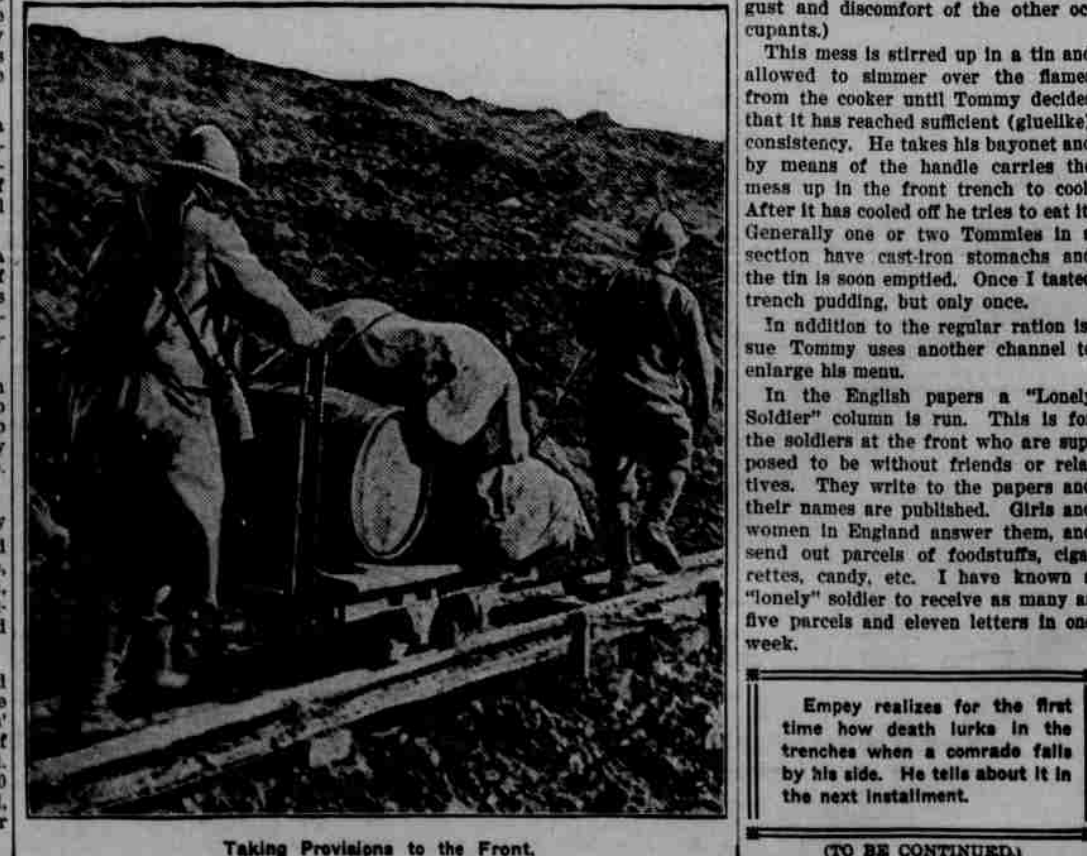 Taking Provisions to the Front.
gust and discomfort of the other oc
cupants.)
This mess is stirred up in a tin and
allowed to simmer over the flames
from the cooker until Tommy decides
that it has reached sufficient (gluelike)
consistency. He takes his bayonet and
by means of the handle carries the
mess up in the front trench to cool
After it has cooled off he tries to eat it
Generally one or two Tommies in a
section have cast-iron stomachs and
the tin is soon emptied. Once I tasted
trench pudding, but only once.
In addition to the regular ration is
sue Tommy uses another channel to
enlarge his menu.
In the English papers a "Lonely
Soldier" column is run. This is for
the soldiers at the front who are sup
posed to be without friends or rela
tives. They write to the papers and
their names are published. Girls and
women in England answer them, and
send out parcels of foodstuffs, ciga
rettes, candy, etc. I have known a
"lonely" soldier to receive as many as
five parcels and eleven letters in one
week.
Empey realizes for the first
time how death lurks in the
trenches when a comrade falls
by his side. He tells about it in
the next installment.
(TO BE CONTINUED.)